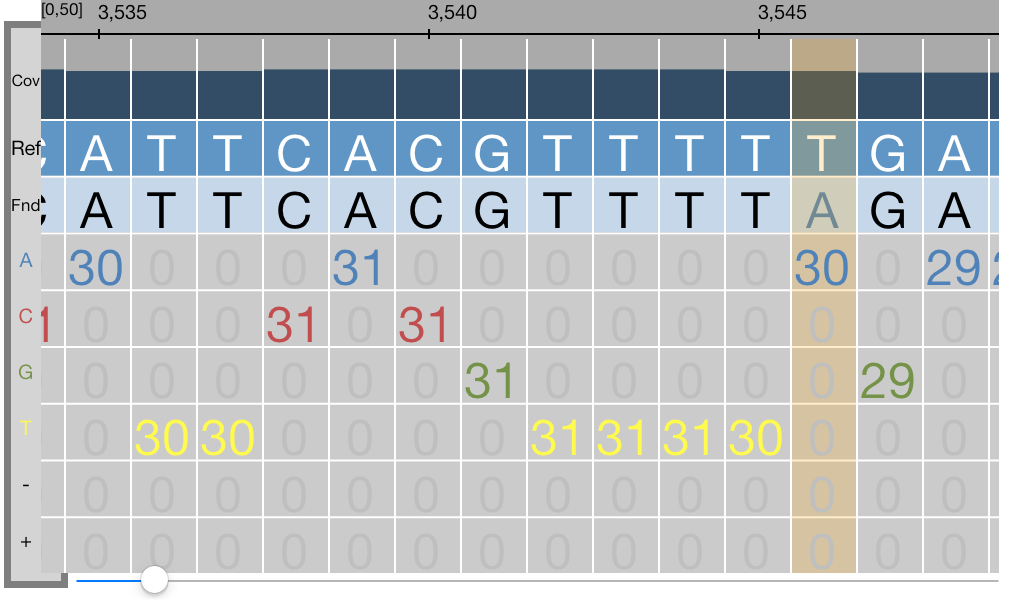 [0,50] 3,535 3,540 3,545
Cov
Ref A T T C A C G T T T T T G A
Fnd A T T C A C G T T T T A G A
A 30 0 0 0 31 0 0 0 0 0 0 30 0 29
C 0 0 0 31 0 31 0 0 0 0 0 0 0 0
G 0 0 0 0 0 0 31 0 0 0 0 0 29 0
T 0 30 30 0 0 0 0 31 31 31 30 0 0 0
- 0 0 0 0 0 0 0 0 0 0 0 0 0 0
+ 0 0 0 0 0 0 0 0 0 0 0 0 0 0